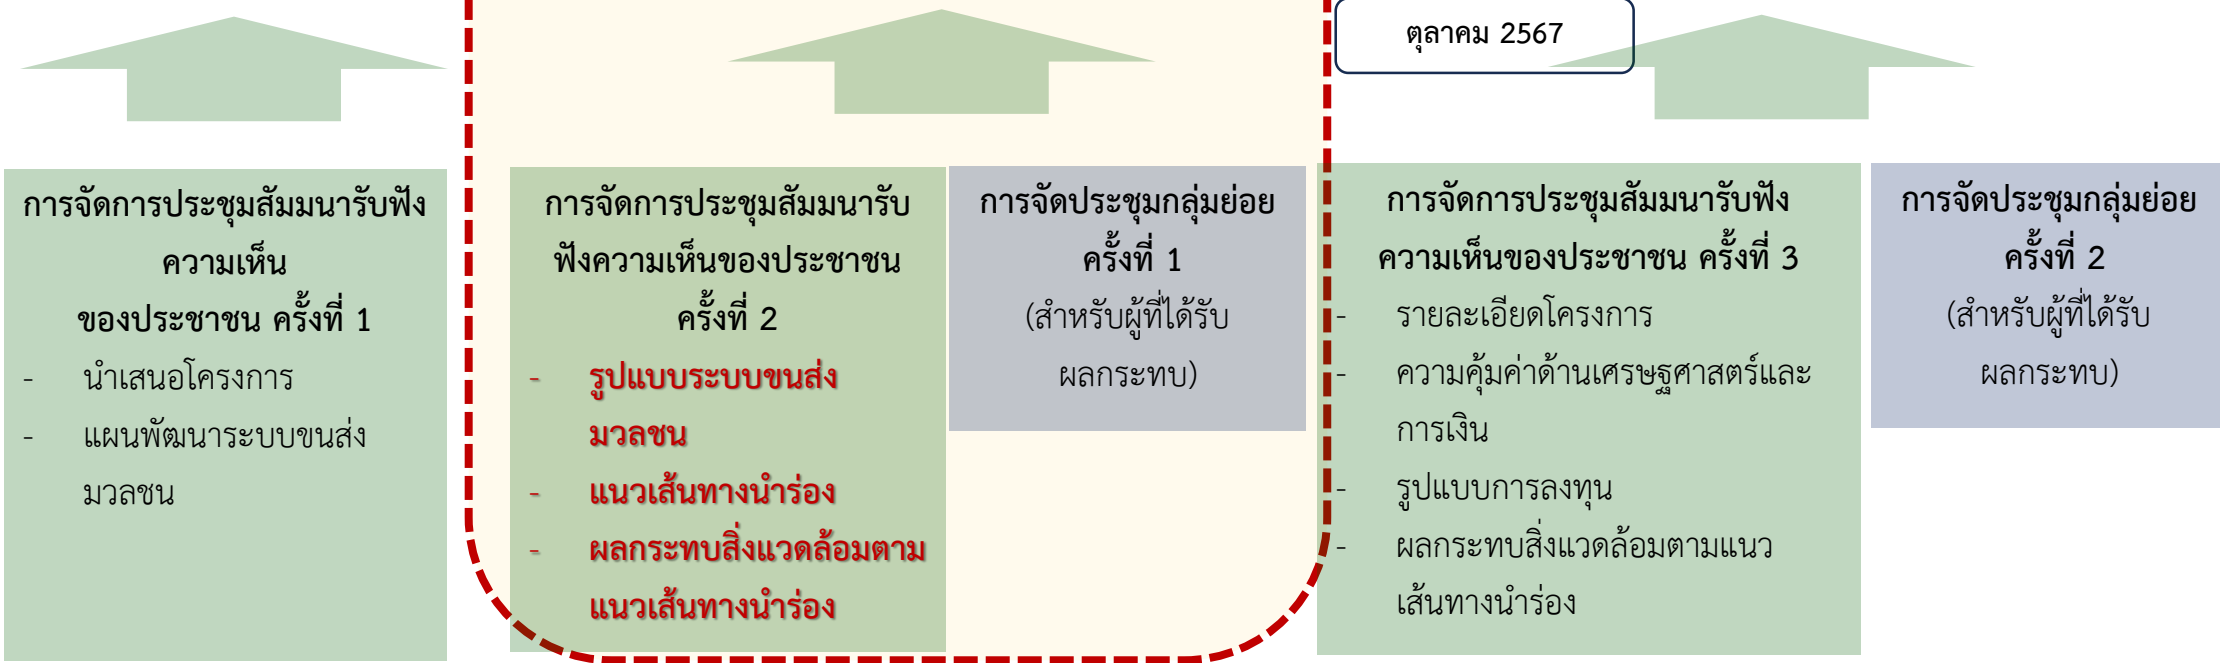 ตุลาคม 2567
การจัดการประชุมสัมมนารับฟัง
ความเห็น
ของประชาชน ครั้งที่ 1
- นำเสนอโครงการ
- แผนพัฒนาระบบขนส่ง
มวลชน
การจัดการประชุมสัมมนารับ
ฟังความเห็นของประชาชน
ครั้งที่ 2
- รูปแบบระบบขนส่ง
มวลชน
- แนวเส้นทางนำร่อง
- ผลกระทบสิ่งแวดล้อมตาม
แนวเส้นทางนำร่อง
การจัดประชุมกลุ่มย่อย
ครั้งที่ 1
(สำหรับผู้ที่ได้รับ
ผลกระทบ)
การจัดการประชุมสัมมนารับฟัง
ความเห็นของประชาชน ครั้งที่ 3
- รายละเอียดโครงการ
- ความคุ้มค่าด้านเศรษฐศาสตร์และ
การเงิน
- รูปแบบการลงทุน
- ผลกระทบสิ่งแวดล้อมตามแนว
เส้นทางนำร่อง
การจัดประชุมกลุ่มย่อย
ครั้งที่ 2
(สำหรับผู้ที่ได้รับ
ผลกระทบ)